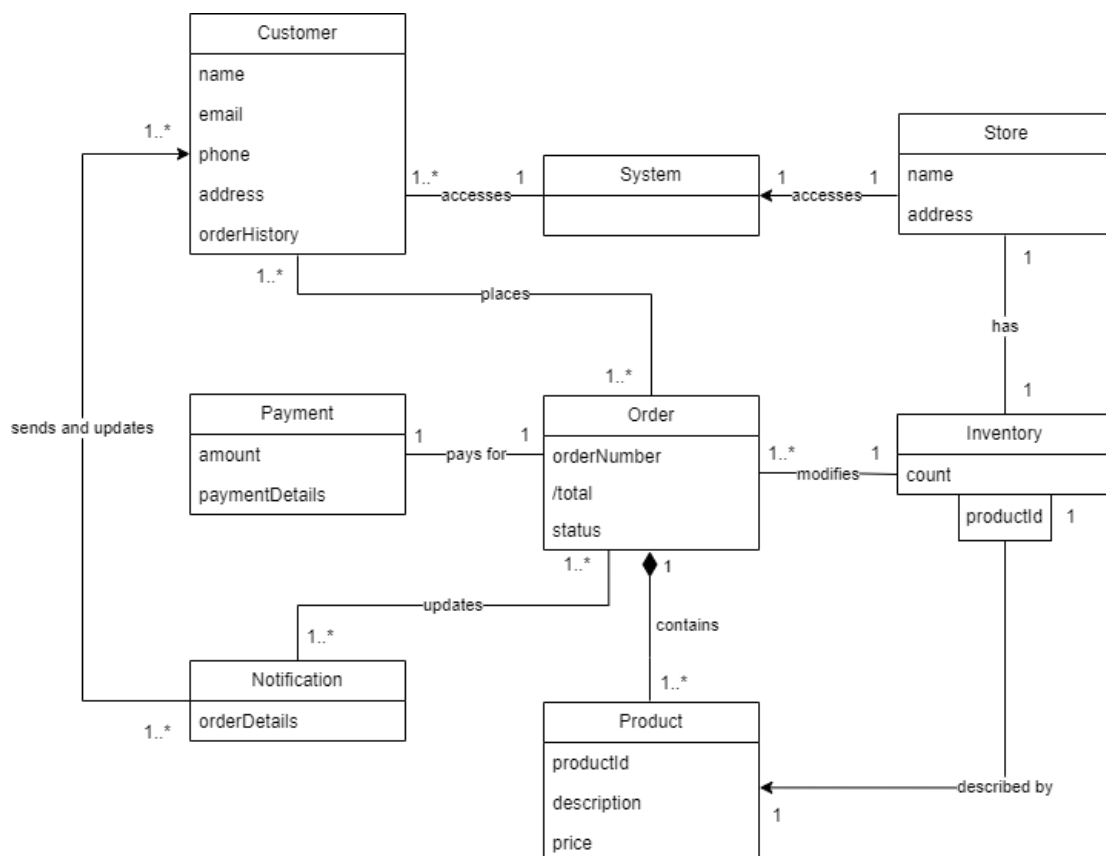 Customer
name
email
phone
address
orderHistory
1..*
1..*
accesses
1
System
1
accesses
1
Store
name
address
1
has
1
1..*
places
1..*
sends and updates
Payment
amount
paymentDetails
1
pays for
1
Order
orderNumber
/total
status
1..*
modifies
1
Inventory
count
productId
1
1..*
updates
1..*
1
contains
1..*
Notification
orderDetails
1..*
Product
productId
description
price
described by
1